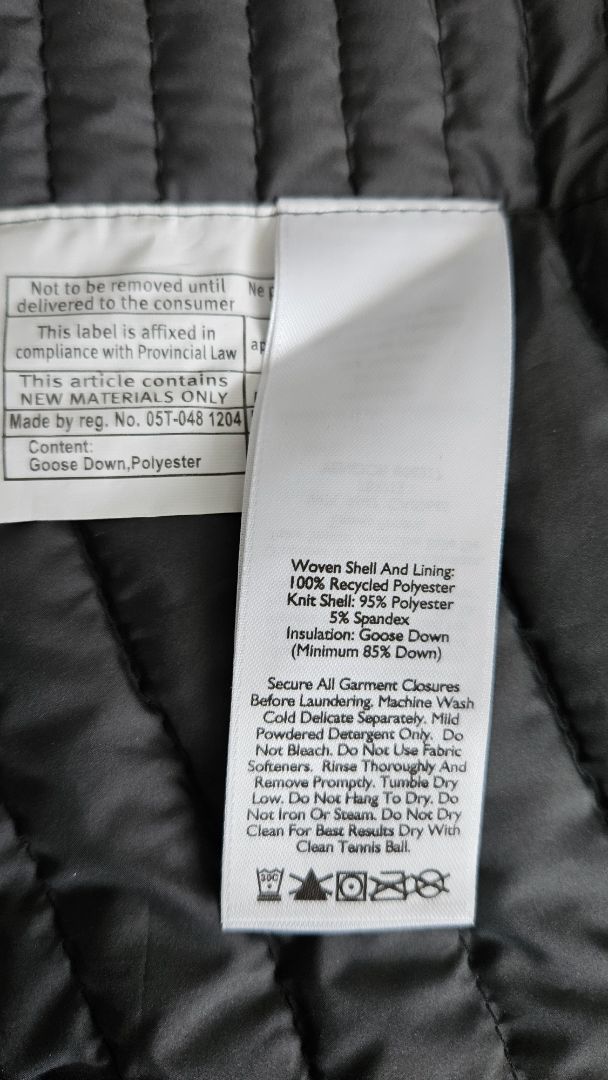 Not to be removed until
delivered to the consumer
Ne
This label is affixed in
compliance with Provincial Law
This article contains
NEW MATERIALS ONLY
Made by reg. No. 05T-048 1204
Content:
Goose Down,Polyester
Woven Shell And Lining:
100% Recycled Polyester
Knit Shell: 95% Polyester
5% Spandex
Insulation: Goose Down
(Minimum 85% Down)
Secure All Garment Closures
Before Laundering. Machine Wash
Cold Delicate Separately. Mild
Powdered Detergent Only. Do
Not Bleach. Do Not Use Fabric
Softeners. Rinse Thoroughly And
Remove Promptly. Tumble Dry
Low. Do Not Hang To Dry. Do
Not Iron Or Steam. Do Not Dry
Clean For Best Results Dry With
Clean Tennis Ball.
30C